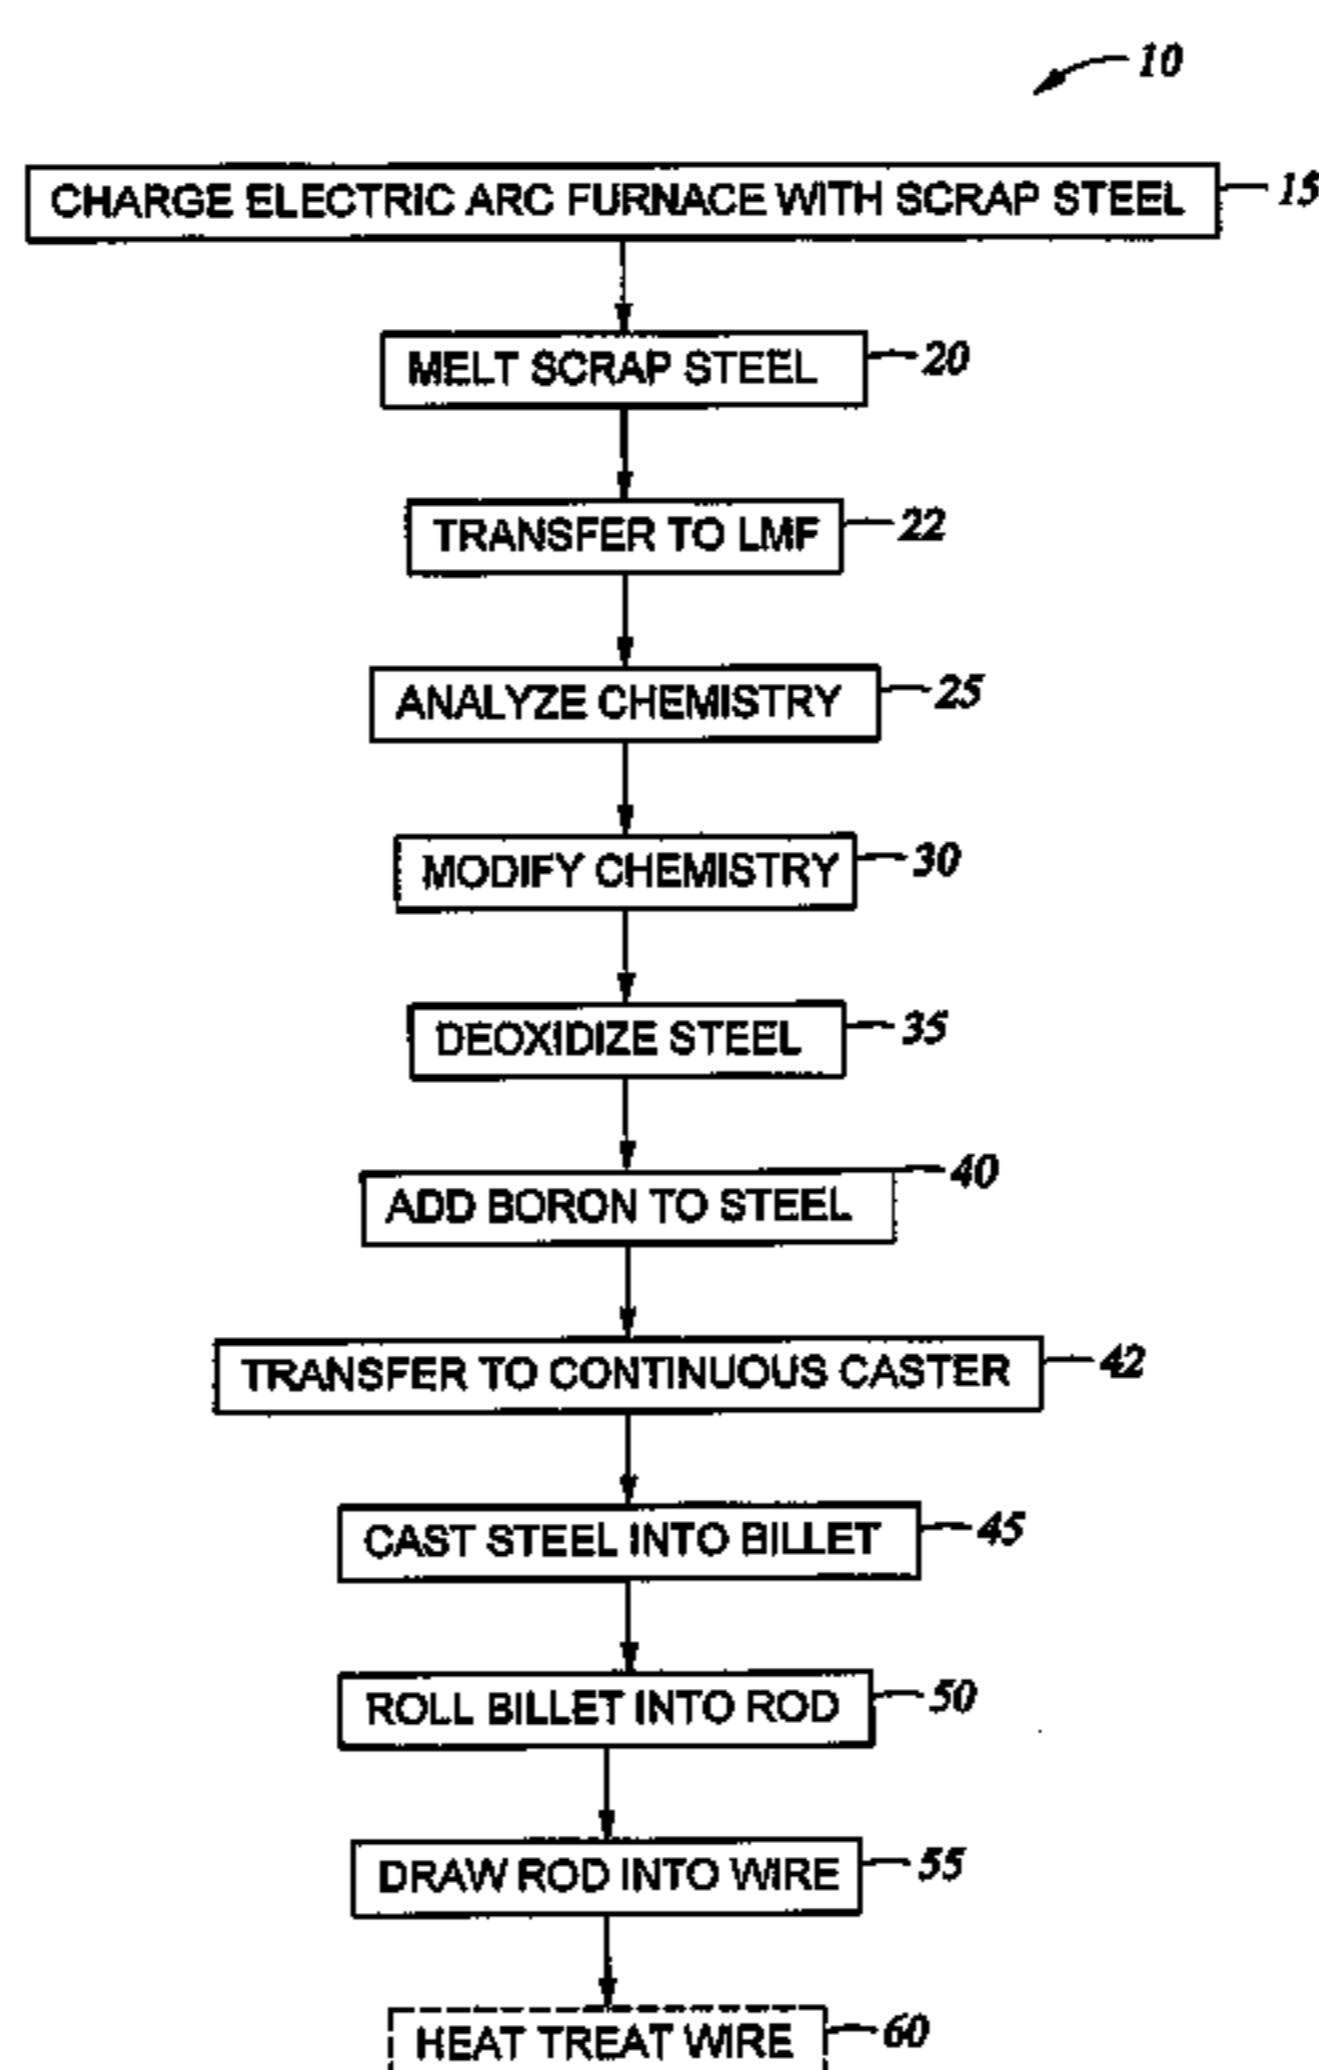 10
CHARGE ELECTRIC ARC FURNACE WITH SCRAP STEEL 15
MELT SCRAP STEEL 20
TRANSFER TO LMF 22
ANALYZE CHEMISTRY 25
MODIFY CHEMISTRY 30
DEOXIDIZE STEEL 35
ADD BORON TO STEEL 40
TRANSFER TO CONTINUOUS CASTER 42
CAST STEEL INTO BILLET 45
ROLL BILLET INTO ROD 50
DRAW ROD INTO WIRE 55
HEAT TREAT WIRE 60